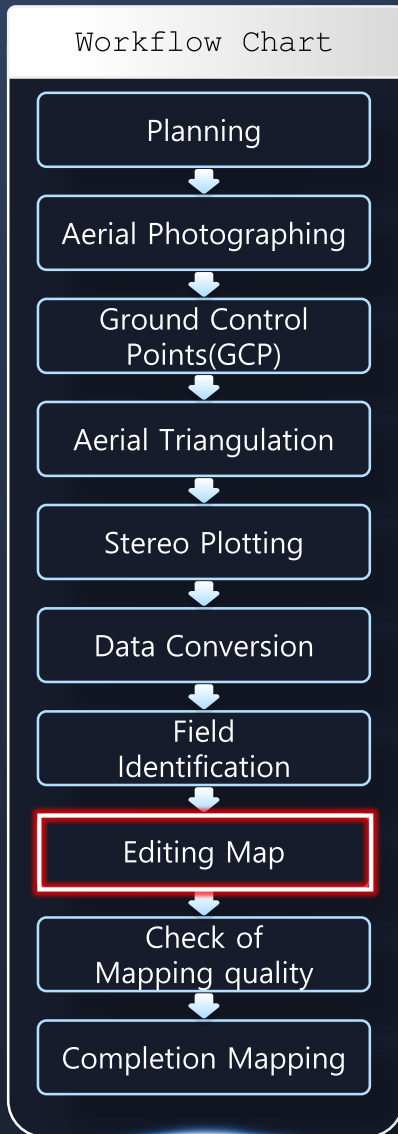 Workflow Chart
Planning
Aerial Photographing
Ground Control
Points(GCP)
Aerial Triangulation
Stereo Plotting
Data Conversion
Field
Identification
Editing Map
Check of
Mapping quality
Completion Mapping